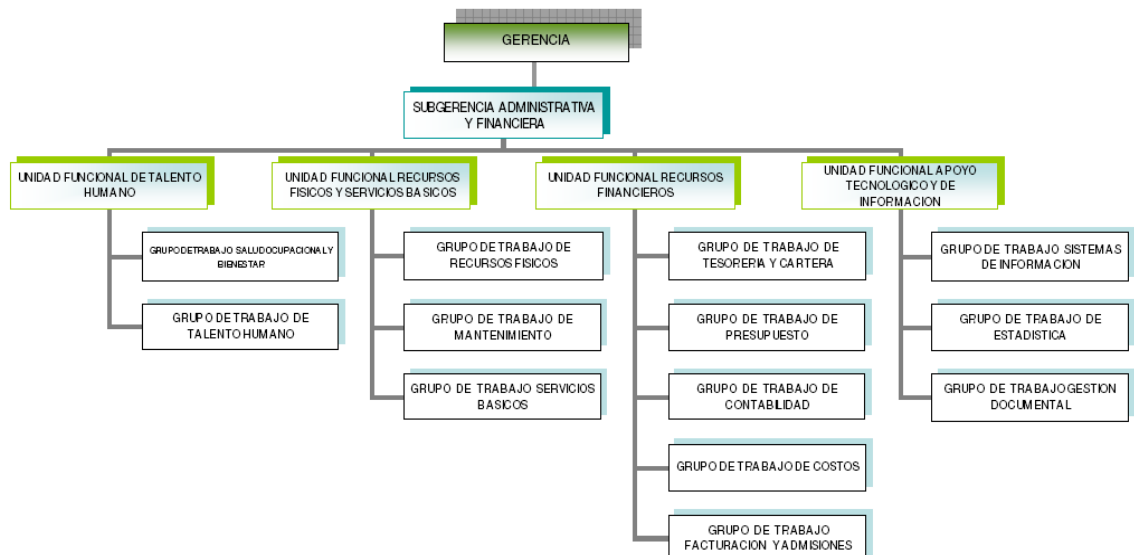 GERENCIA
SUBGERENCIA ADMINISTRATIVA
Y FINANCIERA
UNIDAD FUNCIONAL DE TALENTO
HUMANO
GRUPO DE TRABAJO SALUD OCUPACIONAL Y
BIENESTAR
GRUPO DE TRABAJO DE
TALENTO HUMANO
UNIDAD FUNCIONAL RECURSOS
FISICOS Y SERVICIOS BASICOS
GRUPO DE TRABAJO DE
RECURSOS FISICOS
GRUPO DE TRABAJO DE
MANTENIMIENTO
GRUPO DE TRABAJO SERVICIOS
BASICOS
UNIDAD FUNCIONAL RECURSOS
FINANCIEROS
GRUPO DE TRABAJO DE
TESORERIA Y CARTERA
GRUPO DE TRABAJO DE
PRESUPUESTO
GRUPO DE TRABAJO DE
CONTABILIDAD
GRUPO DE TRABAJO DE COSTOS
GRUPO DE TRABAJO
FACTURACION Y ADMISIONES
UNIDAD FUNCIONAL APOYO
TECNOLOGICO Y DE
INFORMACION
GRUPO DE TRABAJO SISTEMAS
DE INFORMACION
GRUPO DE TRABAJO DE
ESTADISTICA
GRUPO DE TRABAJO GESTION
DOCUMENTAL